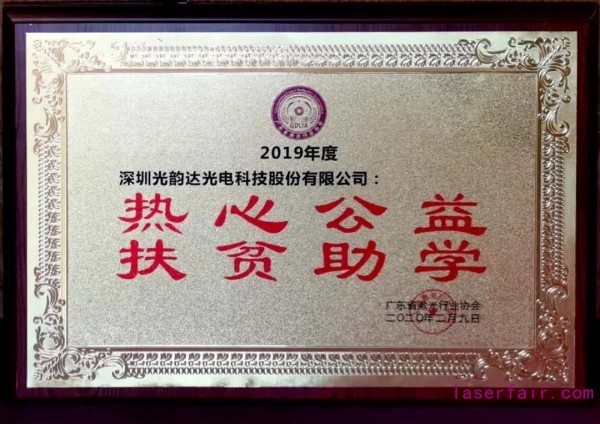 GDLIA
2019年度
深圳光韵达光电科技股份有限公司：
热心公益
扶贫助学
广东省激光行业协会
二〇二〇年二月九日
laserfair.com